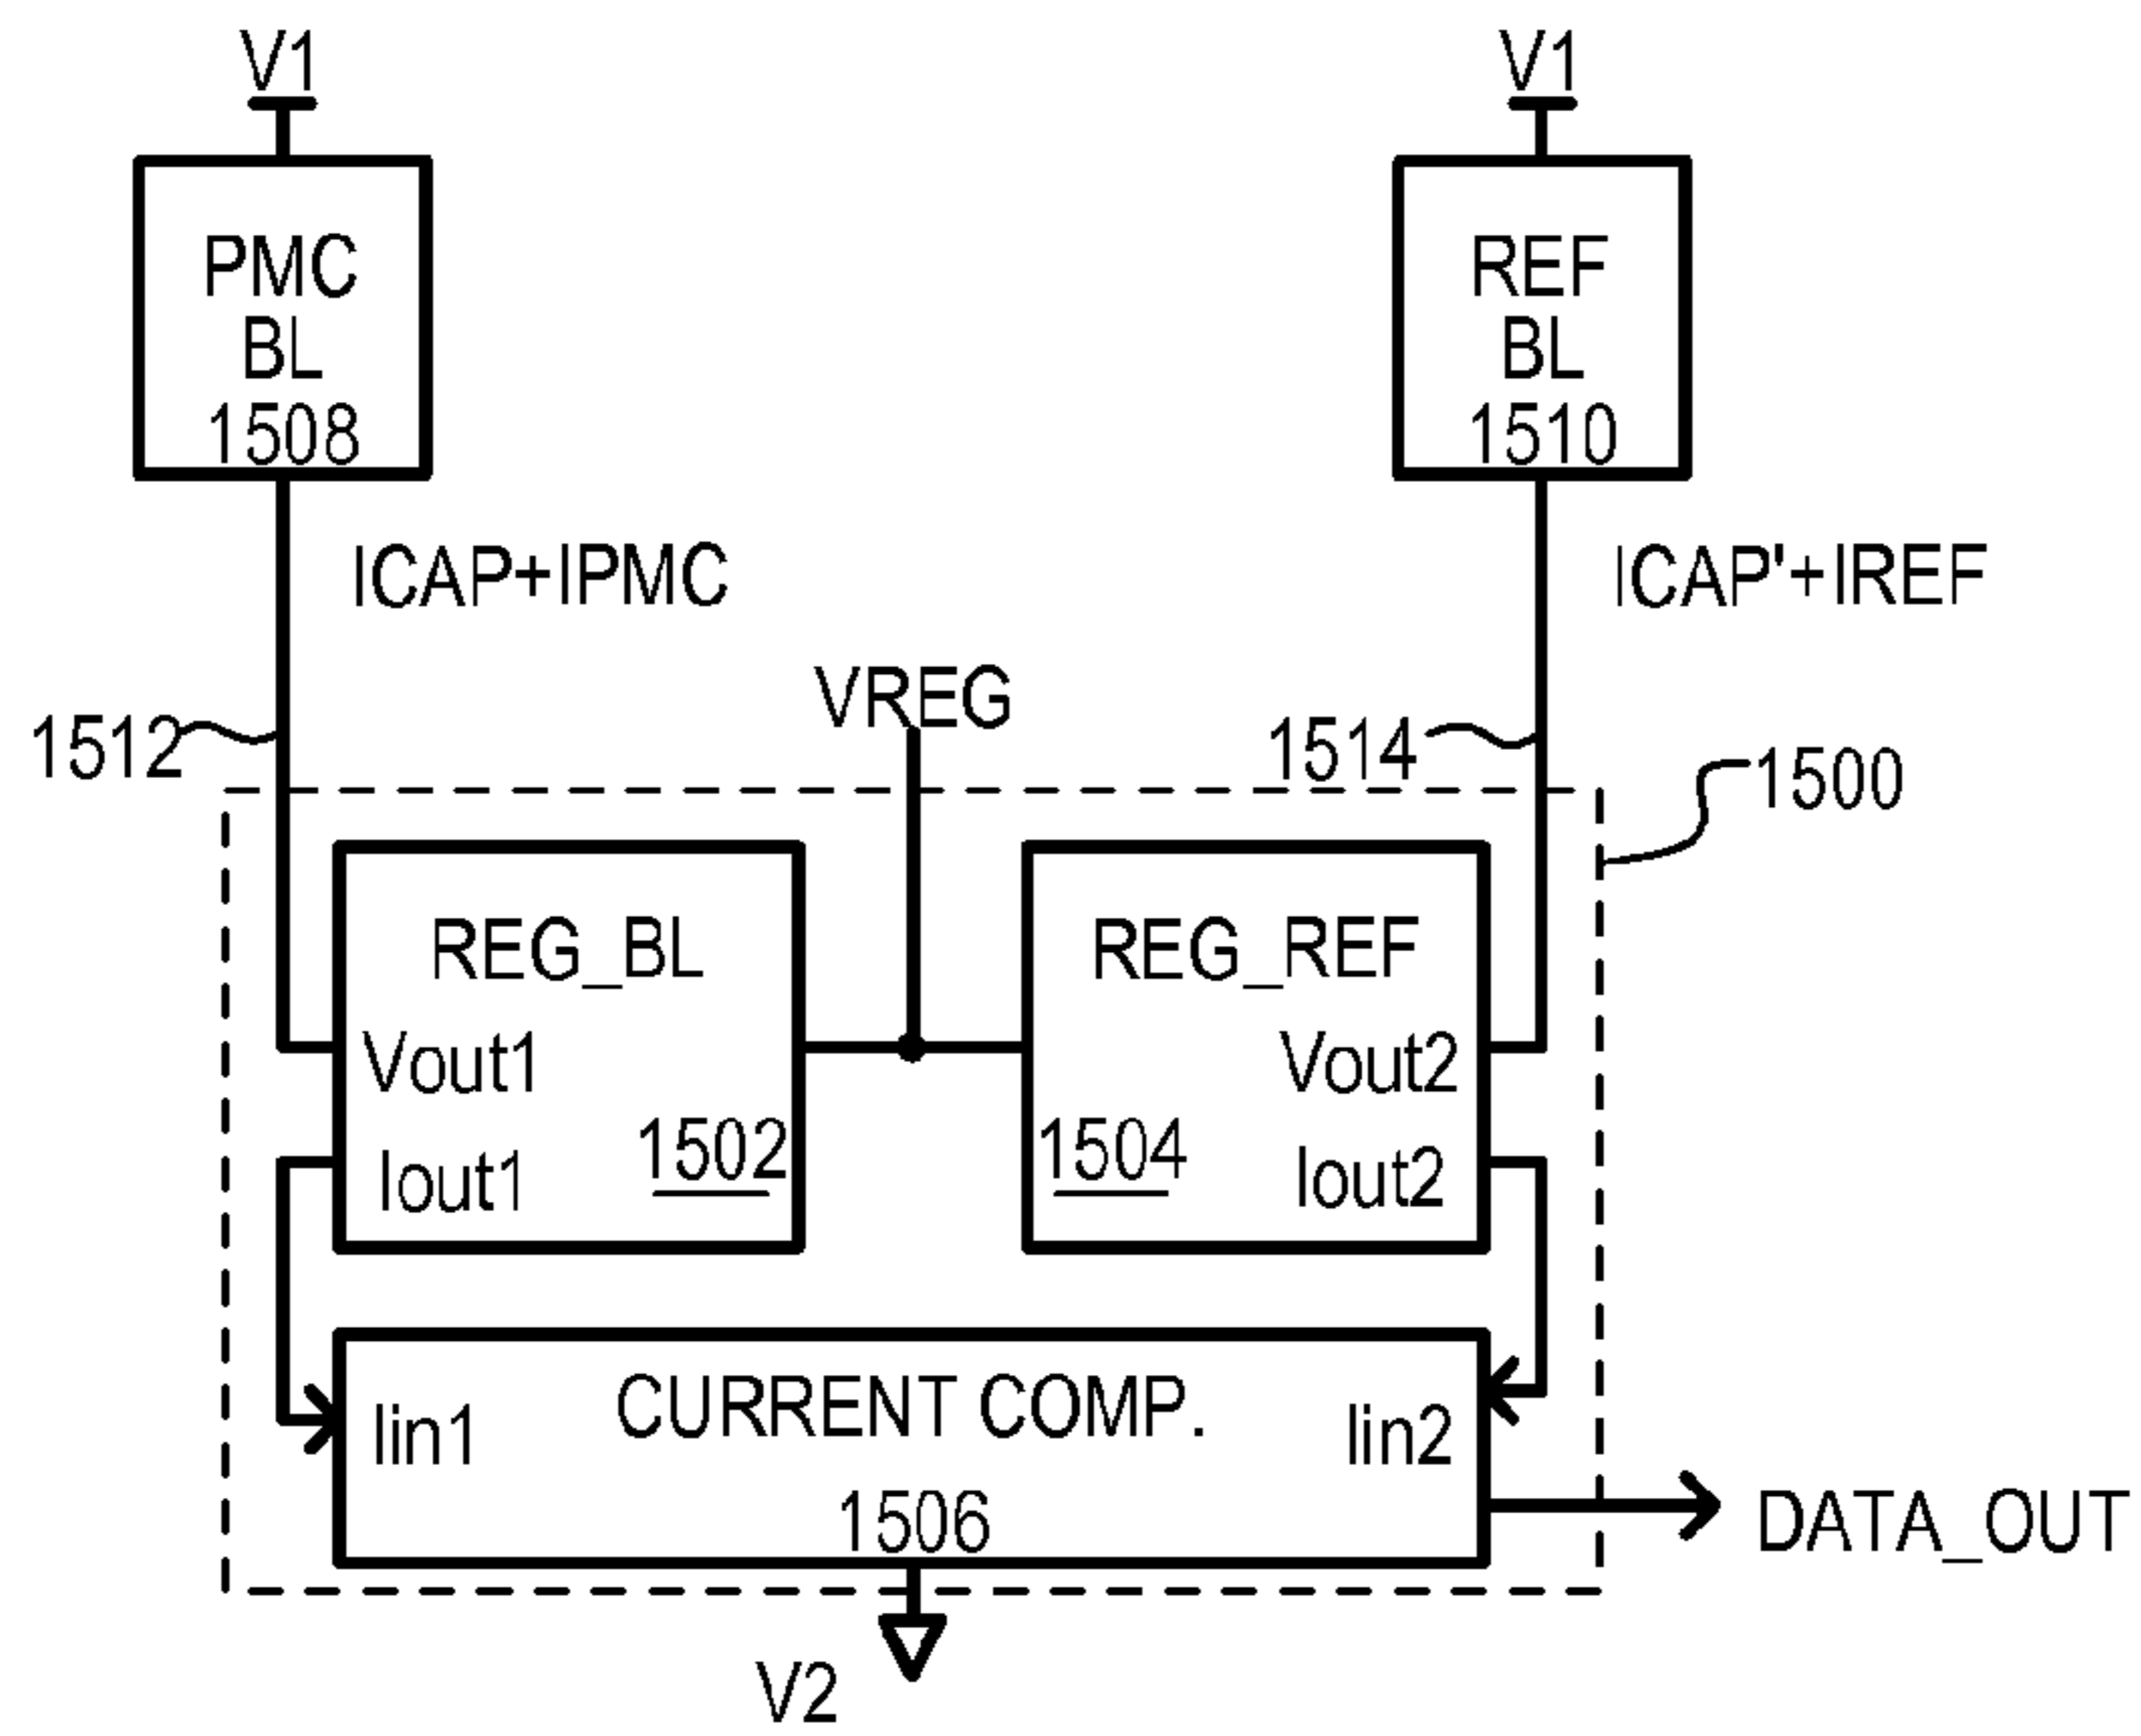 V1
V1
PMC
BL
1508
REF
BL
1510
ICAP+IPMC
ICAP'+IREF
VREG
1512
1514
1500
REG_BL
REG_REF
Vout1
Vout2
1502
1504
Iout1
Iout2
CURRENT COMP.
Iin1
Iin2
1506
DATA_OUT
V2